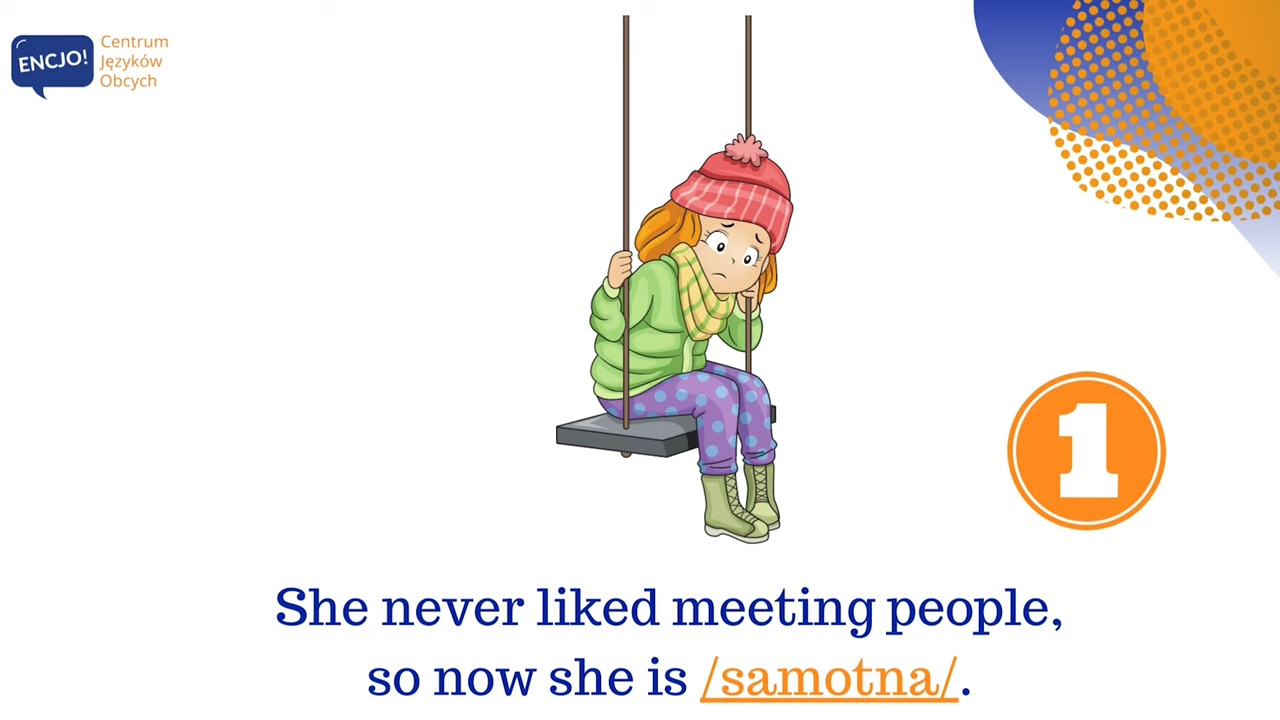 ENCJO!
Centrum
Języków
Obcych
1
She never liked meeting people,
so now she is /samotna/.